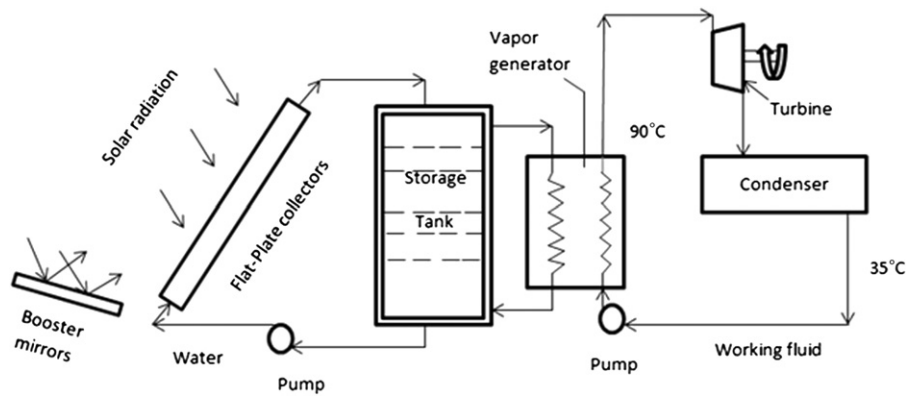 Vapor
generator
Solar radiation
Turbine
90°C
Storage
Tank
Condenser
Flat-Plate collectors
35°C
Booster
mirrors
Water
Pump
Pump
Working fluid